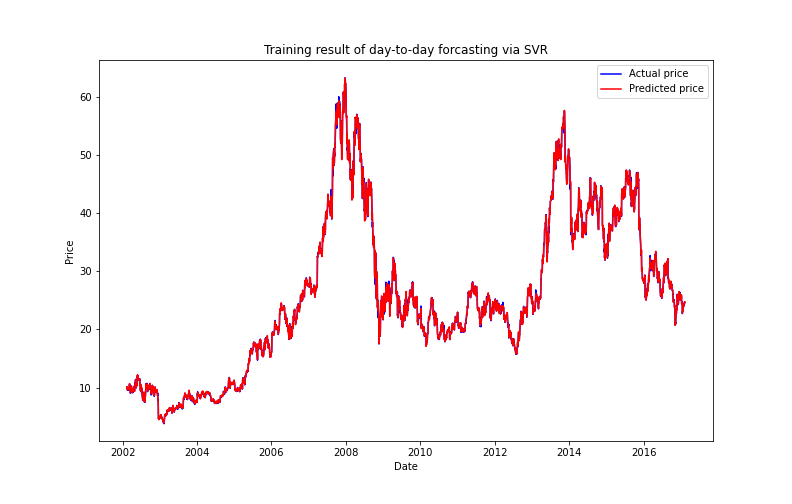 Training result of day-to-day forcasting via SVR
Actual price
Predicted price
60
50
40
30
20
10
Price
2002 2004 2006 2008 2010 2012 2014 2016
Date